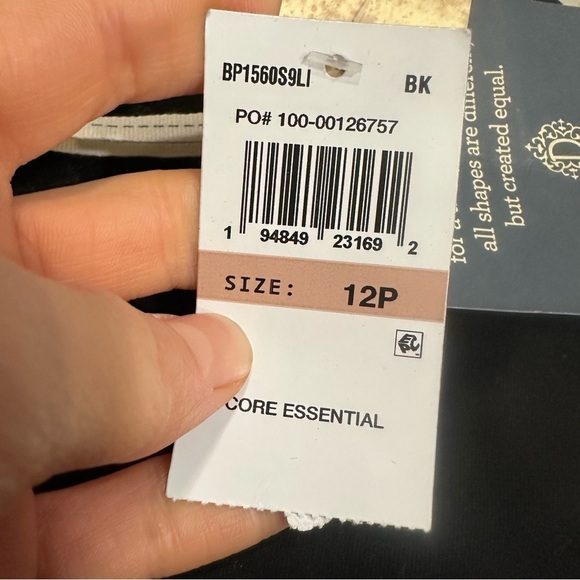 BP1560S9LI
BK
PO# 100-00126757
1 94849 23169 2
SIZE: 12P
CORE ESSENTIAL
all shapes are different,
but created equal.